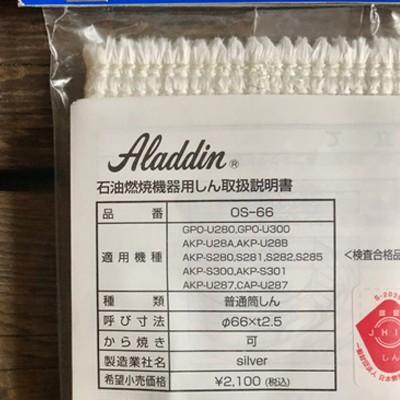 Aladdin®
石油燃焼機器用しん取扱説明書
品 番 OS-66
適用機種 GPO-U280,GPO-U300
AKP-U28A,AKP-U28B
AKP-S280,S281,S282,S285
AKP-S300,AKP-S301
AKP-U287,CAP-U287
種 類 普通筒しん
呼び寸法 φ66×t2.5
から焼き 可
製造業社名 silver
希望小売価格 ¥2,100(税込)
<検査合格品
JHI
しん